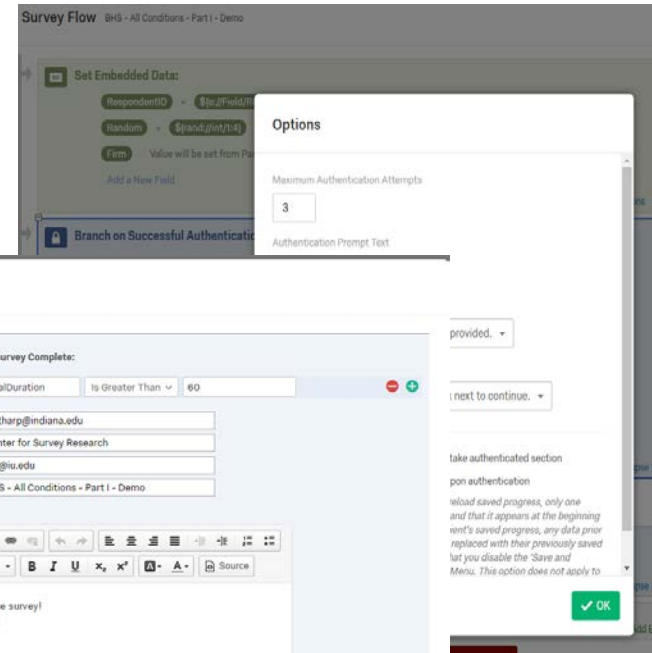 Survey Flow BHS - All Conditions - Part I - Demo
Set Embedded Data:
RespondentID = ${e://Field/R
Random = ${rand://int/1:4}
Firm Value will be set from Pa
Add a New Field
Branch on Successful Authenticatio
Options
Maximum Authentication Attempts
3
Authentication Prompt Text
provided.
next to continue.
take authenticated section
pon authentication
reload saved progress, only one
and that it appears at the beginning
ent's saved progress, any data prior
replaced with their previously saved
hat you disable the 'Save and
Menu. This option does not apply to
OK
urvey Complete:
alDuration Is Greater Than 60
tharp@indiana.edu
nter for Survey Research
@iu.edu
S - All Conditions - Part I - Demo
B I U x₂ x² A A Source
e survey!